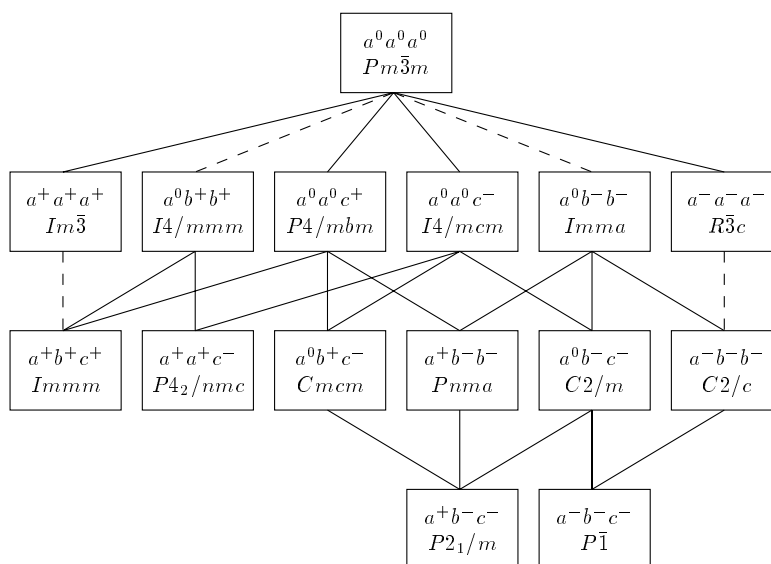 a⁰a⁰a⁰
Pm3̄m
a⁺a⁺a⁺
Im3̄
a⁰b⁺b⁺
I4/mmm
a⁰a⁰c⁺
P4/mbm
a⁰a⁰c⁻
I4/mcm
a⁰b⁻b⁻
Imma
a⁻a⁻a⁻
R3̄c
a⁺b⁺c⁺
Immm
a⁺a⁺c⁻
P4₂/nmc
a⁰b⁺c⁻
Cmcm
a⁺b⁻b⁻
Pnma
a⁰b⁻c⁻
C2/m
a⁻b⁻b⁻
C2/c
a⁺b⁻c⁻
P2₁/m
a⁻b⁻c⁻
P1̄